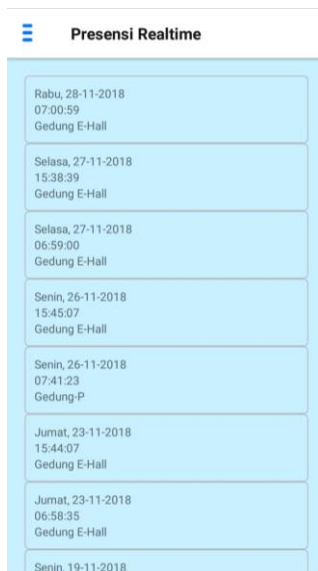 Presensi Realtime
Rabu, 28-11-2018
07:00:59
Gedung E-Hall
Selasa, 27-11-2018
15:38:39
Gedung E-Hall
Selasa, 27-11-2018
06:59:00
Gedung E-Hall
Senin, 26-11-2018
15:45:07
Gedung E-Hall
Senin, 26-11-2018
07:41:23
Gedung-P
Jumat, 23-11-2018
15:44:07
Gedung E-Hall
Jumat, 23-11-2018
06:58:35
Gedung E-Hall
Senin, 19-11-2018